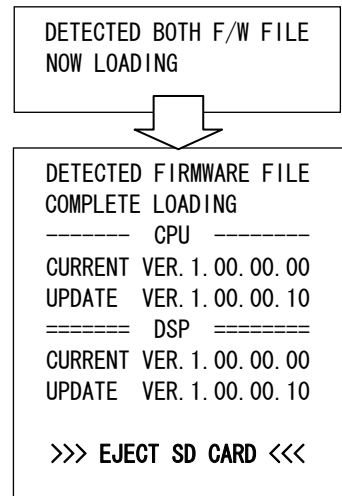 DETECTED BOTH F/W FILE
NOW LOADING
DETECTED FIRMWARE FILE
COMPLETE LOADING
------- CPU --------
CURRENT VER.1.00.00.00
UPDATE VER.1.00.00.10
======= DSP ========
CURRENT VER.1.00.00.00
UPDATE VER.1.00.00.10
>>> EJECT SD CARD <<<